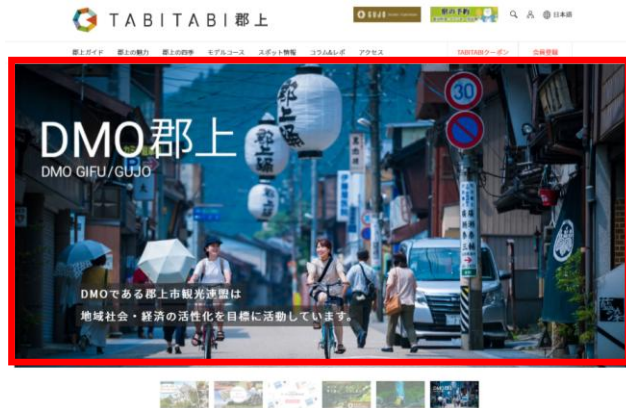 TABITABI郡上
GUJO
日本語
郡上ガイド 郡上の魅力 郡上の四季 モデルコース スポット情報 コラム&レポ アクセス TABITABIクーポン 会員登録
DMO郡上
DMO GIFU/GUJO
郡上踊
30
DMOである郡上市観光連盟は
地域社会・経済の活性化を目標に活動しています。